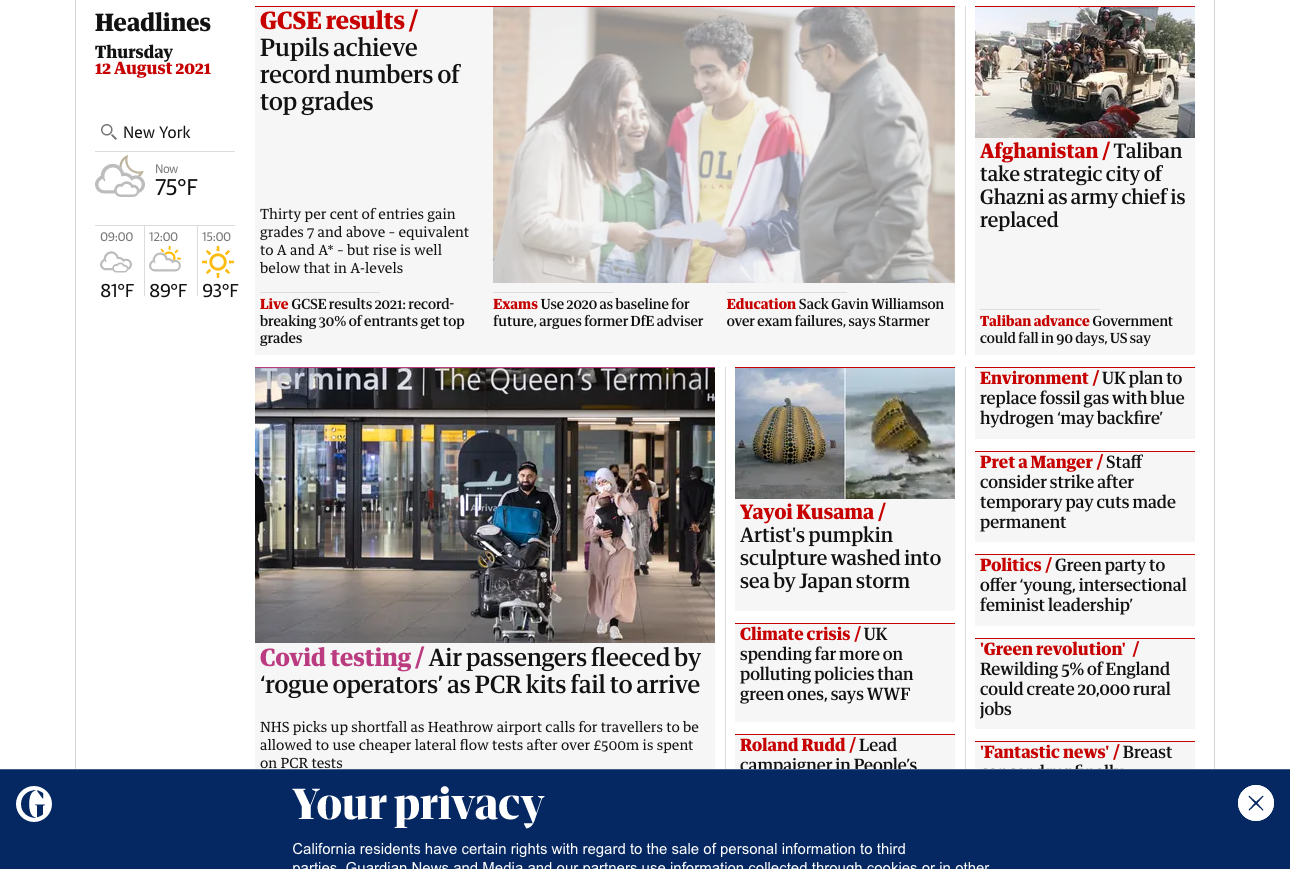 Headlines
Thursday
12 August 2021
New York
Now
75°F
09:00
12:00
15:00
81°F
89°F
93°F
GCSE results /
Pupils achieve
record numbers of
top grades
Thirty per cent of entries gain
grades 7 and above – equivalent
to A and A* – but rise is well
below that in A-levels
Live GCSE results 2021: record-
breaking 30% of entrants get top
grades
Exams Use 2020 as baseline for
future, argues former DfE adviser
Education Sack Gavin Williamson
over exam failures, says Starmer
Afghanistan / Taliban
take strategic city of
Ghazni as army chief is
replaced
Taliban advance Government
could fall in 90 days, US say
Terminal 2 | The Queen's Terminal
Covid testing / Air passengers fleeced by
‘rogue operators’ as PCR kits fail to arrive
NHS picks up shortfall as Heathrow airport calls for travellers to be
allowed to use cheaper lateral flow tests after over £500m is spent
on PCR tests
Yayoi Kusama /
Artist's pumpkin
sculpture washed into
sea by Japan storm
Climate crisis / UK
spending far more on
polluting policies than
green ones, says WWF
Roland Rudd / Lead
campaigner in People’s
Environment / UK plan to
replace fossil gas with blue
hydrogen ‘may backfire’
Pret a Manger / Staff
consider strike after
temporary pay cuts made
permanent
Politics / Green party to
offer ‘young, intersectional
feminist leadership’
'Green revolution' /
Rewilding 5% of England
could create 20,000 rural
jobs
'Fantastic news' / Breast
Your privacy
California residents have certain rights with regard to the sale of personal information to third
parties. Guardian News and Media and our partners use information collected through cookies or in other